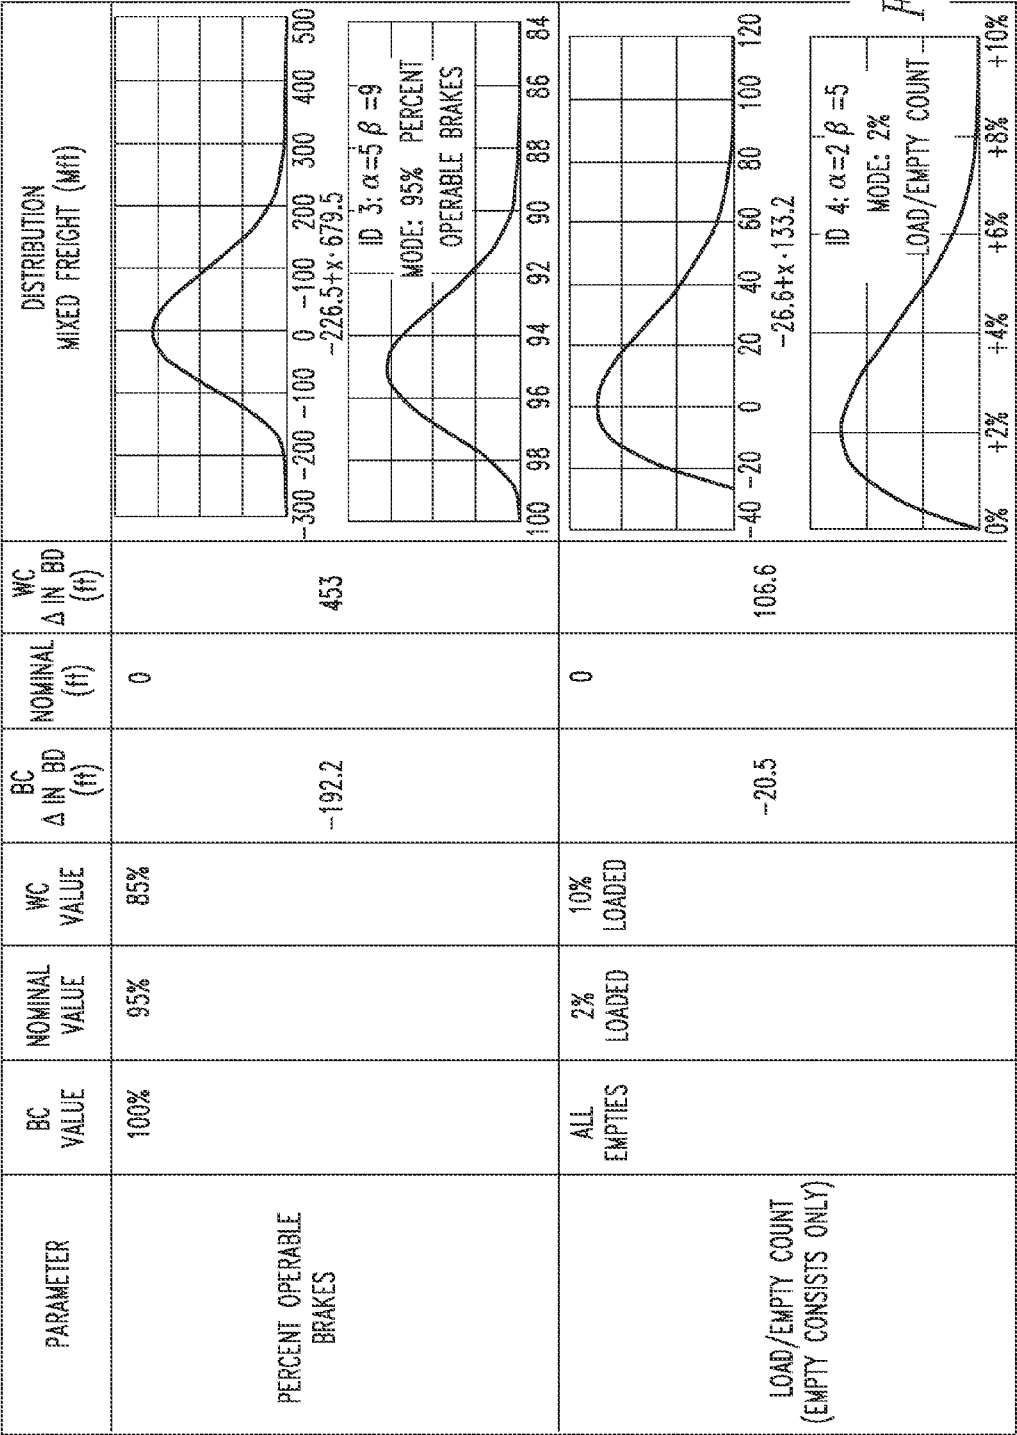 PARAMETER
BC
VALUE
NOMINAL
VALUE
WC
VALUE
BC
Δ IN BD
(ft)
NOMINAL
(ft)
WC
Δ IN BD
(ft)
DISTRIBUTION
MIXED FREIGHT (Mft)
PERCENT OPERABLE
BRAKES
100%
95%
85%
-192.2
0
453
-300 -200 -100 0 -100 200 300 400 500
-226.5+x·679.5
ID 3: α=5 β =9
MODE: 95% PERCENT
OPERABLE BRAKES
100 98 96 94 92 90 88 86 84
LOAD/EMPTY COUNT
(EMPTY CONSISTS ONLY)
ALL
EMPTIES
2%
LOADED
10%
LOADED
-20.5
0
106.6
-40 -20 0 20 40 60 80 100 120
-26.6+x·133.2
ID 4: α=2 β =5
MODE: 2%
LOAD/EMPTY COUNT
0% +2% +4% +6% +8% +10%